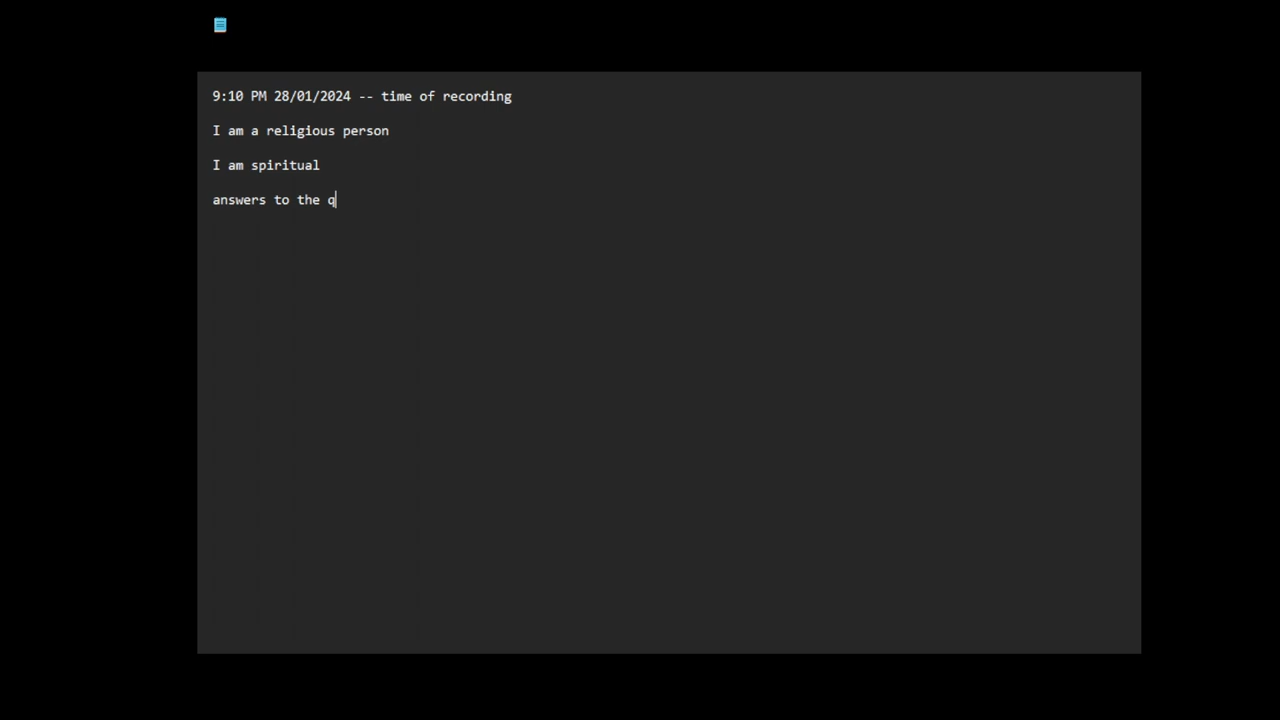 9:10 PM 28/01/2024 -- time of recording
I am a religious person
I am spiritual
answers to the q